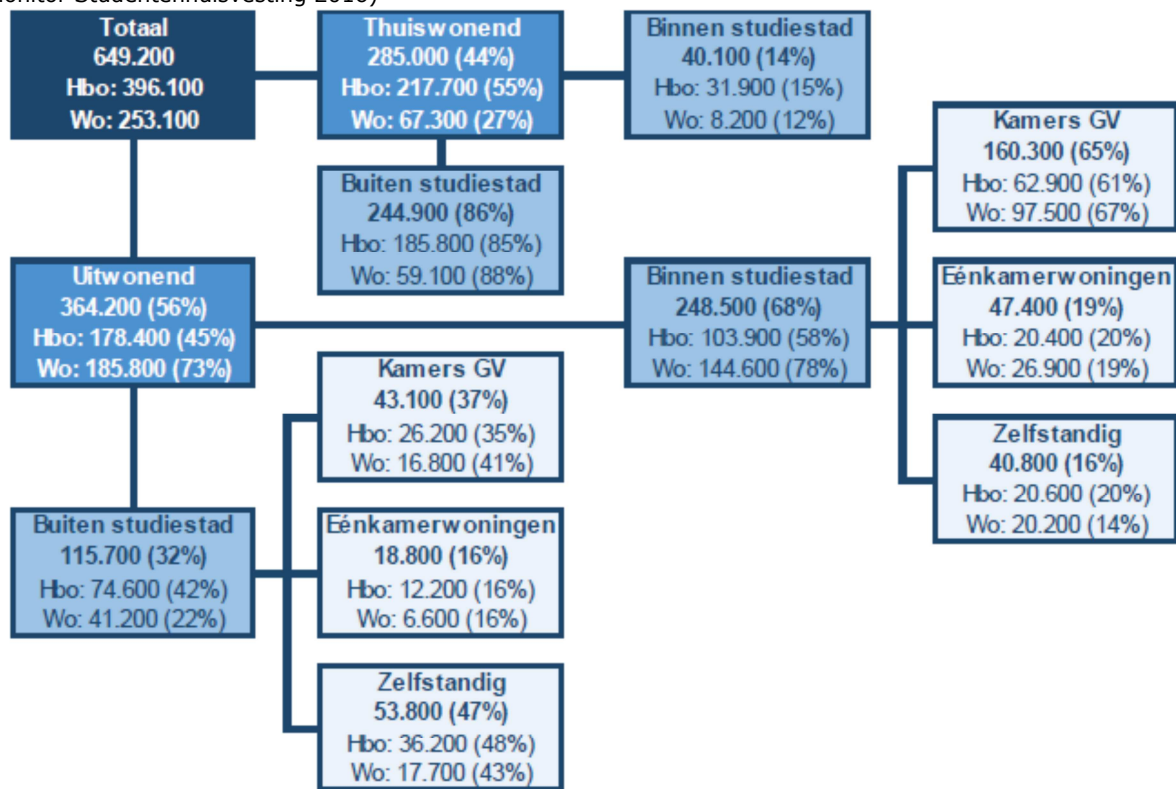 onitor Studentenhuisvesting 2016)
Totaal
649.200
Hbo: 396.100
Wo: 253.100
Thuiswonend
285.000 (44%)
Hbo: 217.700 (55%)
Wo: 67.300 (27%)
Binnen studiestad
40.100 (14%)
Hbo: 31.900 (15%)
Wo: 8.200 (12%)
Buiten studiestad
244.900 (86%)
Hbo: 185.800 (85%)
Wo: 59.100 (88%)
Kamers GV
160.300 (65%)
Hbo: 62.900 (61%)
Wo: 97.500 (67%)
Uitwonend
364.200 (56%)
Hbo: 178.400 (45%)
Wo: 185.800 (73%)
Binnen studiestad
248.500 (68%)
Hbo: 103.900 (58%)
Wo: 144.600 (78%)
Eénkamerwoningen
47.400 (19%)
Hbo: 20.400 (20%)
Wo: 26.900 (19%)
Kamers GV
43.100 (37%)
Hbo: 26.200 (35%)
Wo: 16.800 (41%)
Zelfstandig
40.800 (16%)
Hbo: 20.600 (20%)
Wo: 20.200 (14%)
Buiten studiestad
115.700 (32%)
Hbo: 74.600 (42%)
Wo: 41.200 (22%)
Eénkamerwoningen
18.800 (16%)
Hbo: 12.200 (16%)
Wo: 6.600 (16%)
Zelfstandig
53.800 (47%)
Hbo: 36.200 (48%)
Wo: 17.700 (43%)